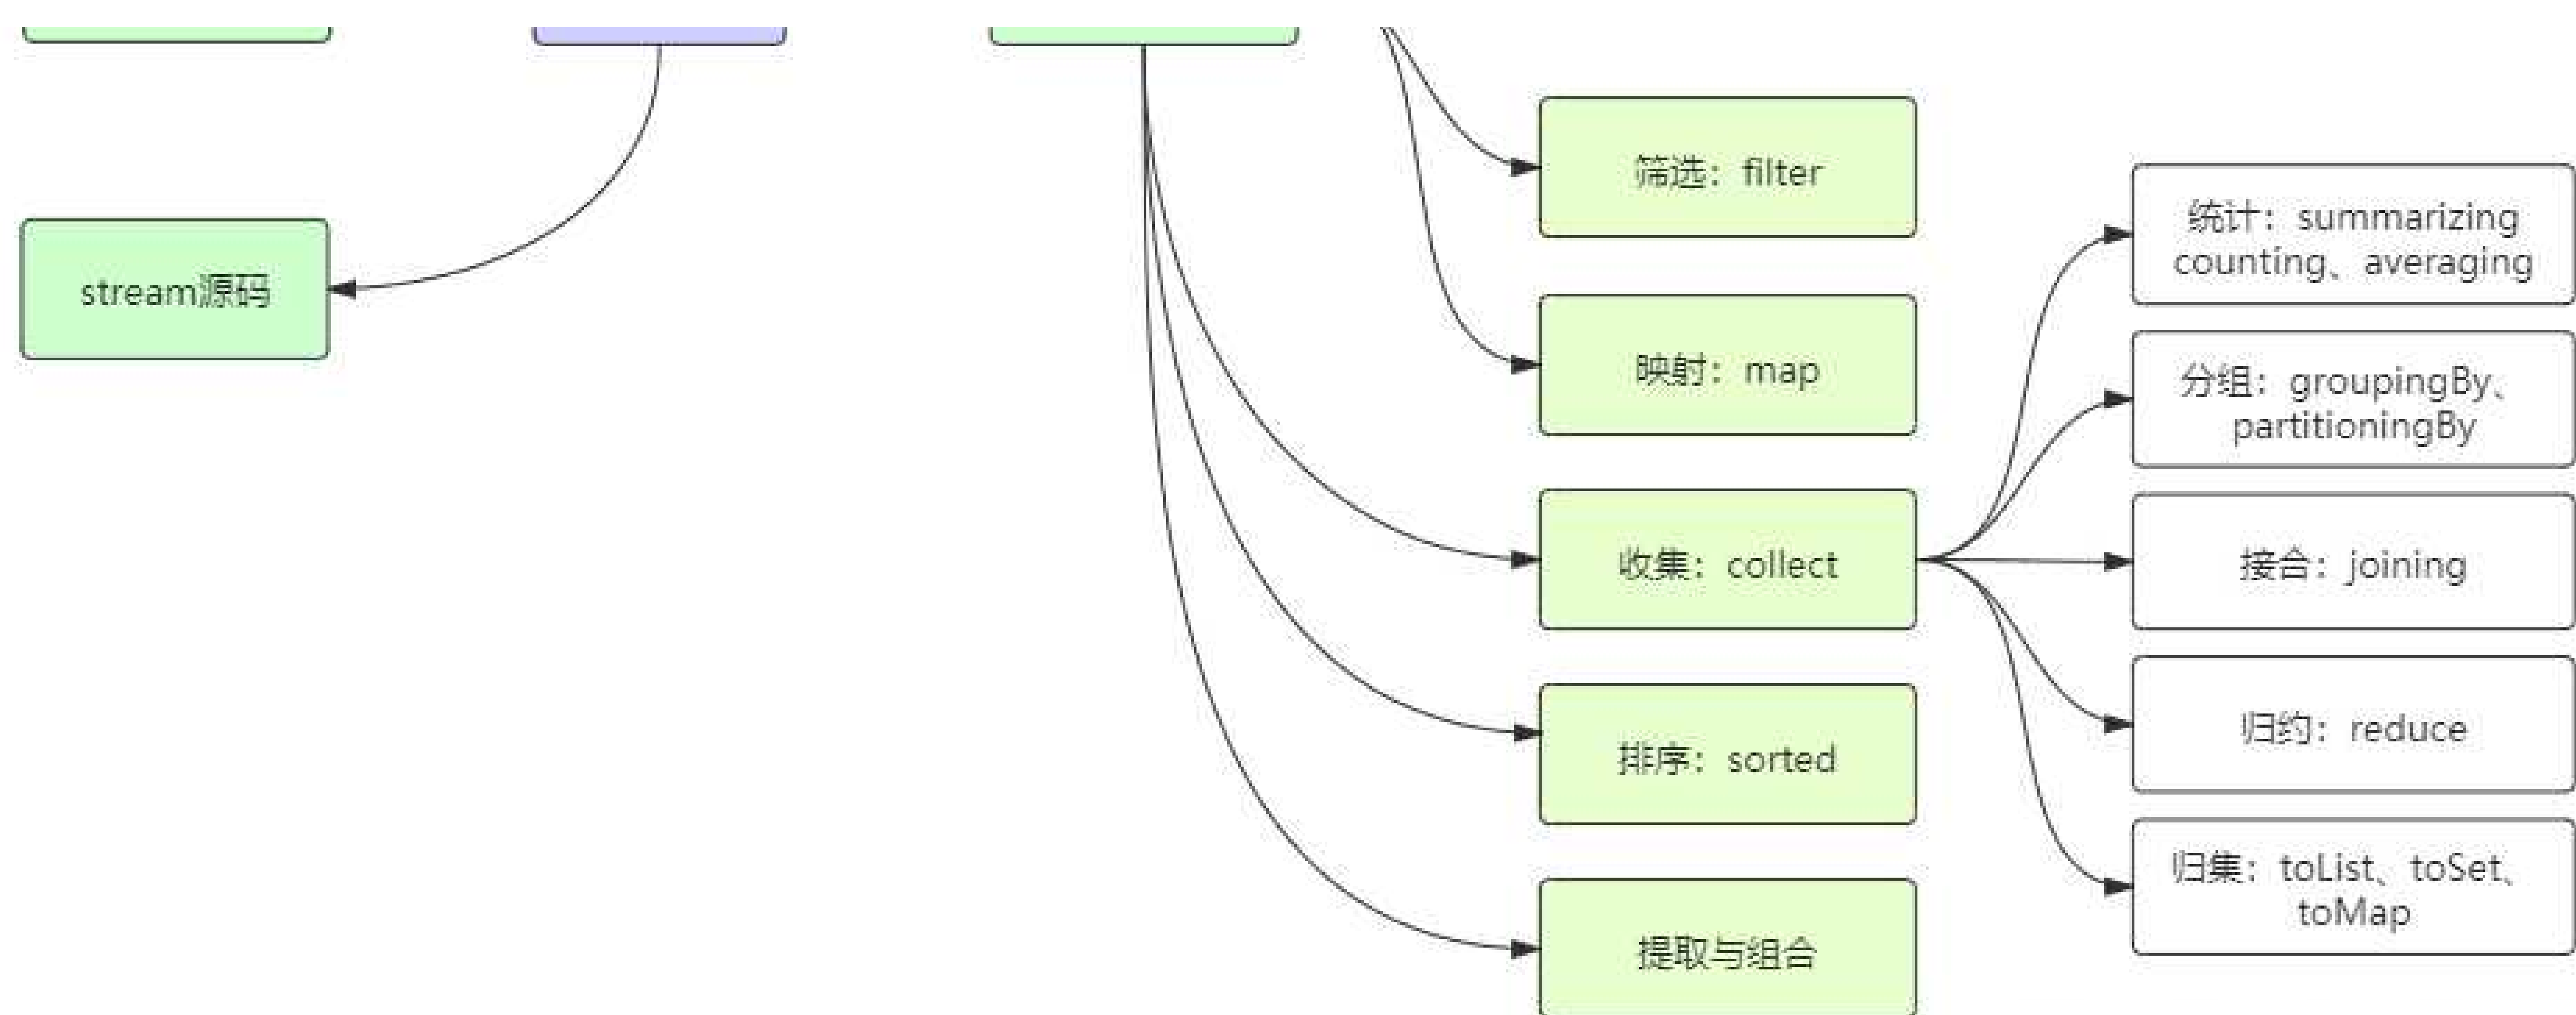 stream源码
筛选：filter
映射：map
收集：collect
排序：sorted
提取与组合
统计：summarizing
counting、averaging
分组：groupingBy、
partitioningBy
接合：joining
归约：reduce
归集：toList、toSet、
toMap